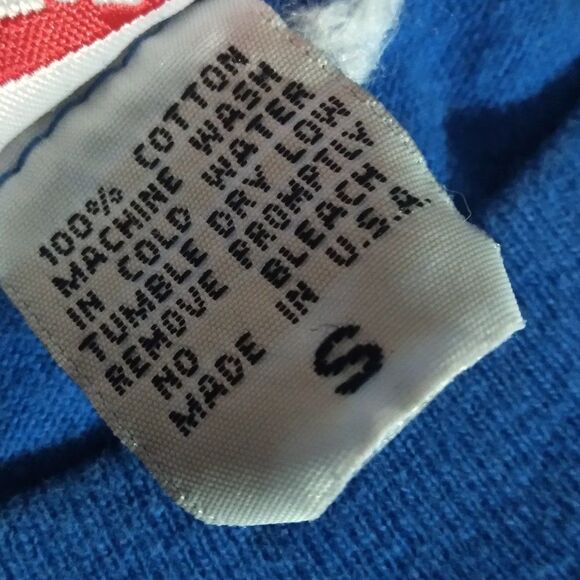 100% COTTON
MACHINE WASH
IN COLD WATER
TUMBLE DRY LOW
REMOVE PROMPTLY
NO BLEACH
MADE IN U.S.A.
S